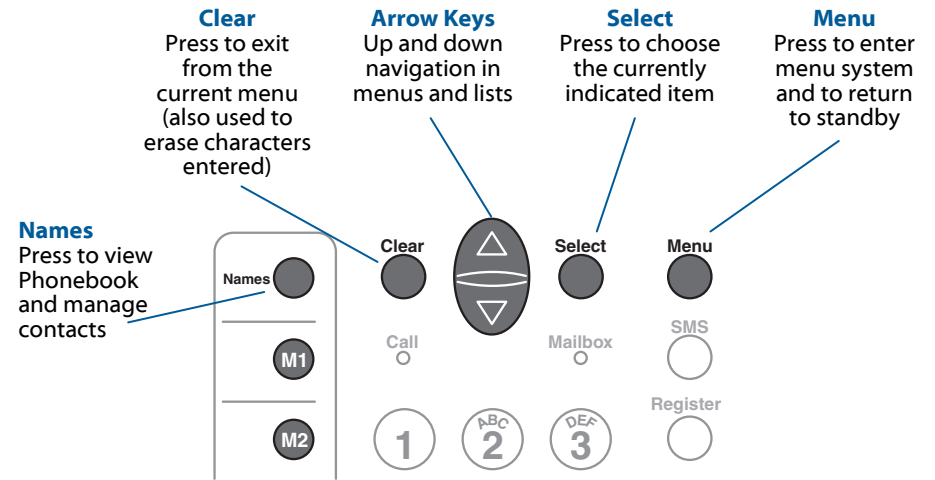 Clear
Press to exit
from the
current menu
(also used to
erase characters
entered)
Arrow Keys
Up and down
navigation in
menus and lists
Select
Press to choose
the currently
indicated item
Menu
Press to enter
menu system
and to return
to standby
Names
Press to view
Phonebook
and manage
contacts
Names
Clear
Select
Menu
M1
Call
Mailbox
SMS
M2
1
ABC
2
DEF
3
Register